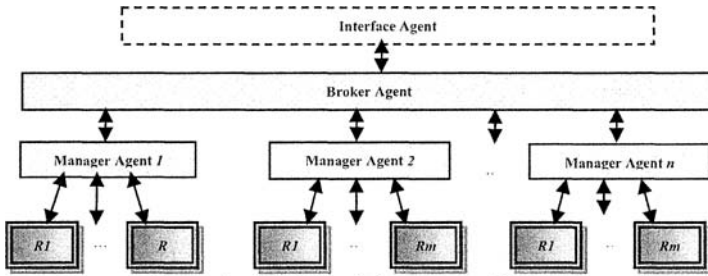 Interface Agent
Broker Agent
Manager Agent 1
Manager Agent 2
..
Manager Agent n
R1 ... R
R1 .. Rm
R1 .. Rm